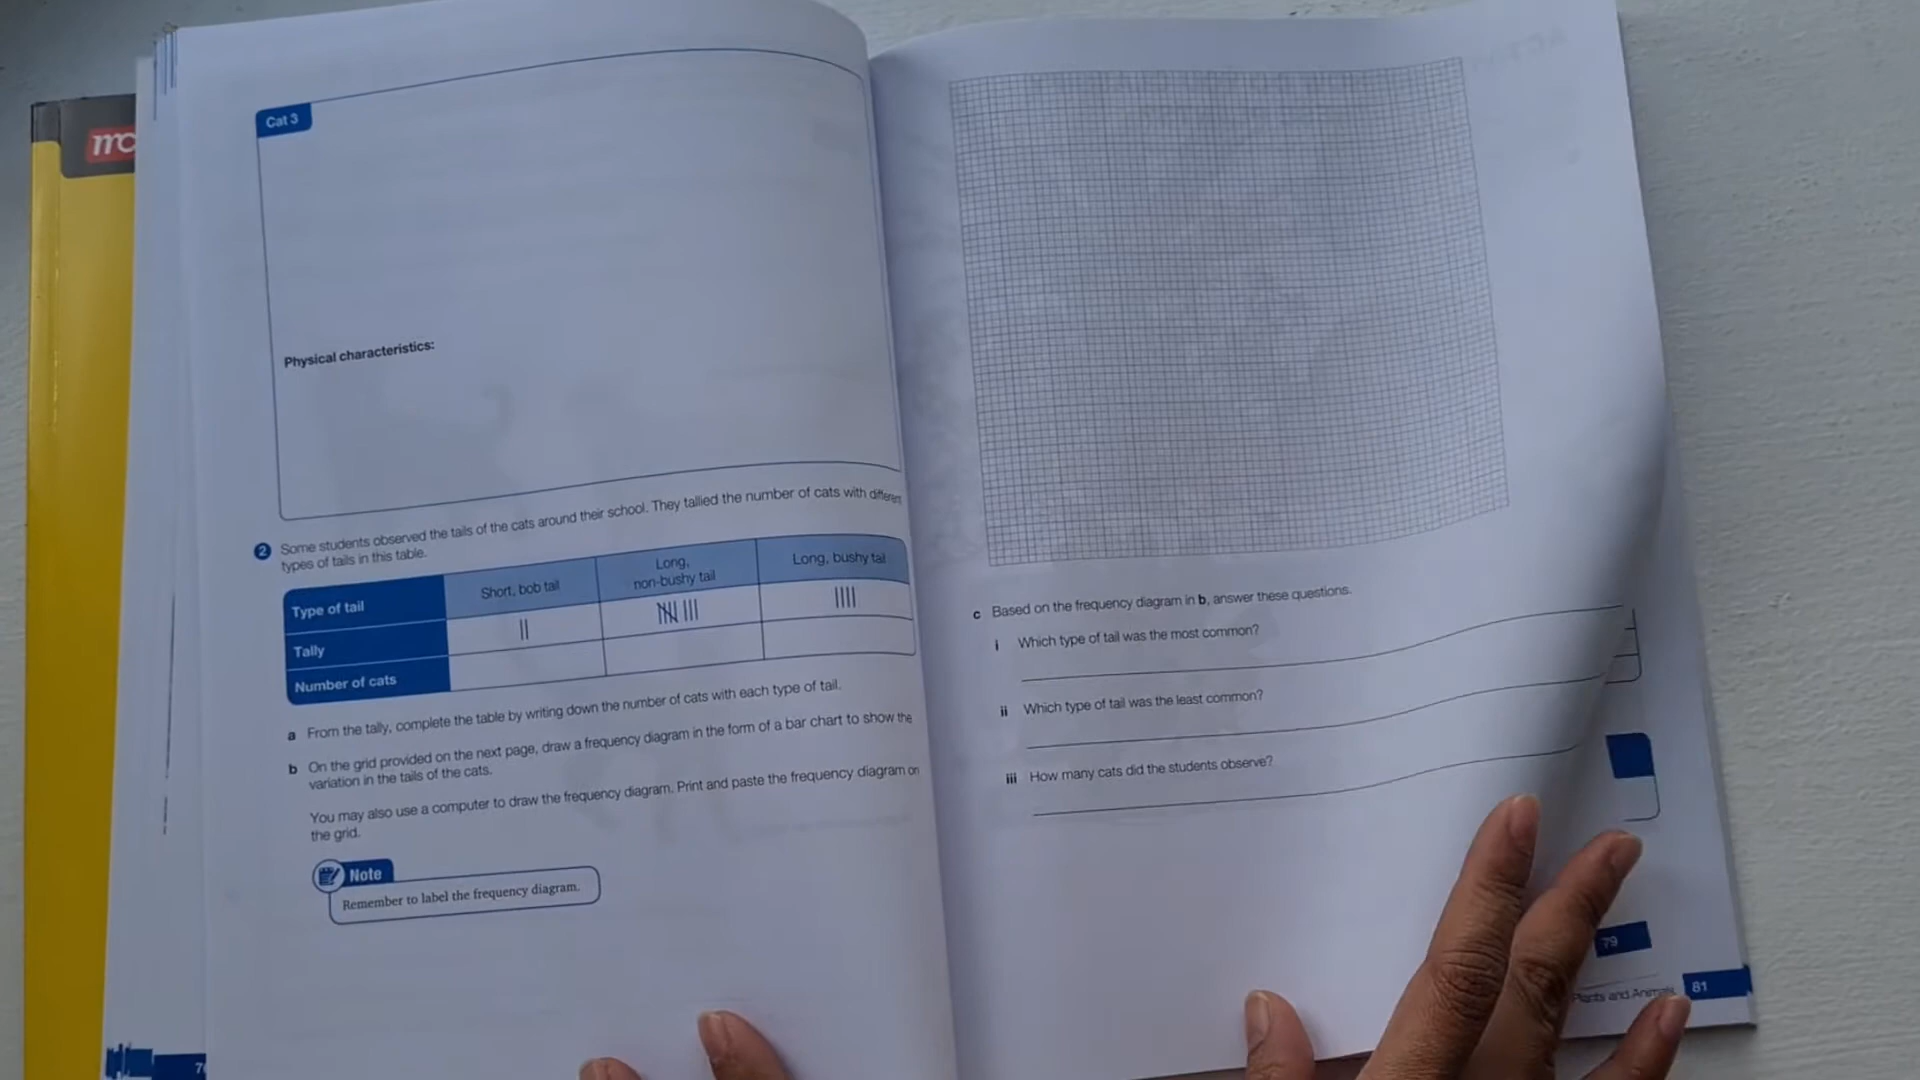 mc
Cat 3
Physical characteristics:
2 Some students observed the tails of the cats around their school. They tallied the number of cats with different
types of tails in this table.
Type of tail
Short, bob tail
Long,
non-bushy tail
Long, bushy tail
Tally
Number of cats
a From the tally, complete the table by writing down the number of cats with each type of tail.
b On the grid provided on the next page, draw a frequency diagram in the form of a bar chart to show the
variation in the tails of the cats.
You may also use a computer to draw the frequency diagram. Print and paste the frequency diagram on
the grid.
Note
Remember to label the frequency diagram.
c Based on the frequency diagram in b, answer these questions.
i Which type of tail was the most common?
ii Which type of tail was the least common?
iii How many cats did the students observe?
79
Plants and Animals
81